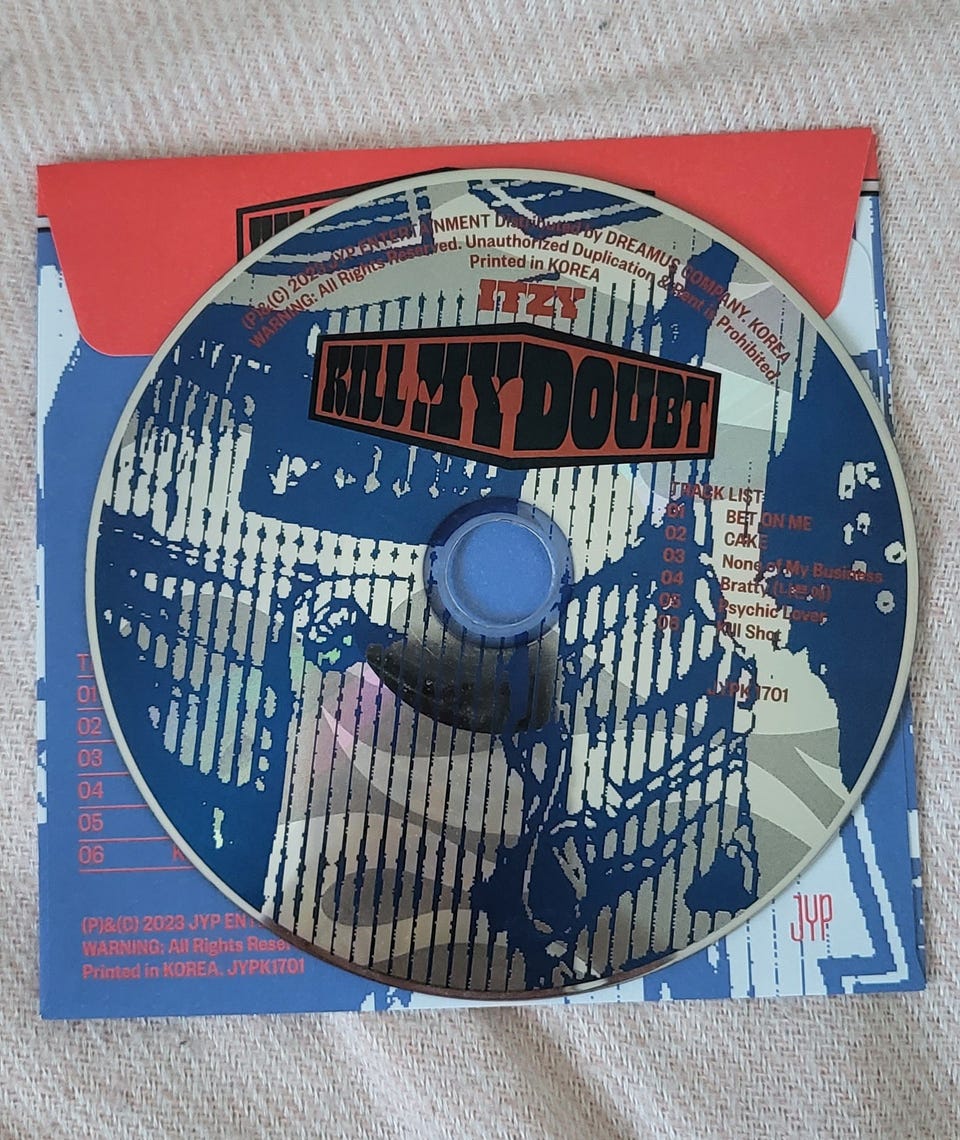 (P)&(C) 2023 JYP ENTERTAINMENT Distributed by DREAMUS COMPANY. KOREA
WARNING: All Rights Reserved. Unauthorized Duplication & Rent is Prohibited.
Printed in KOREA
ITZY
KILL MY DOUBT
TRACK LIST
01 BET ON ME
02 CAKE
03 None of My Business
04 Bratty (나쁜 애)
05 Psychic Lover
06 Kill Shot
JYPK1701
01
02
03
04
05
06 K
(P)&(C) 2023 JYP EN
WARNING: All Rights Rese
Printed in KOREA. JYPK1701
JYP